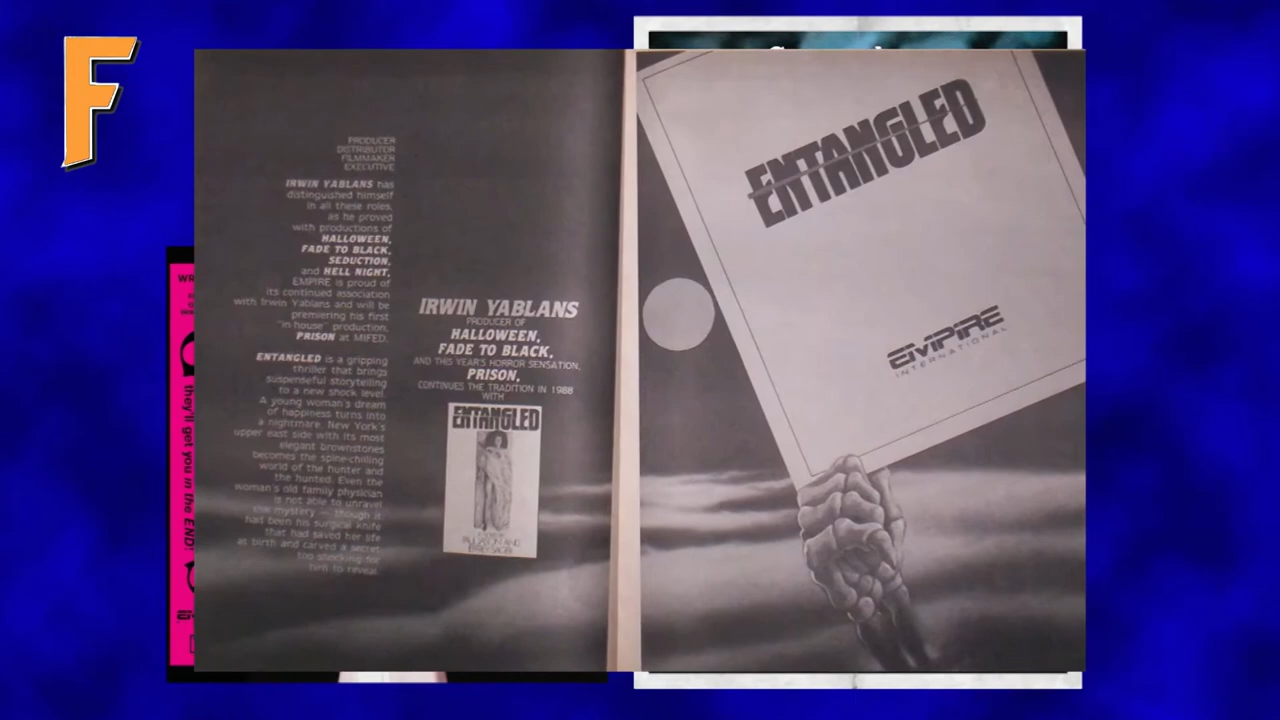 F
PRODUCER
DISTRIBUTOR
FILMMAKER
EXECUTIVE
IRWIN YABLANS has
distinguished himself
in all these roles,
as he proved
with productions of
HALLOWEEN,
FADE TO BLACK,
SEDUCTION,
and HELL NIGHT,
EMPIRE is proud of
its continued association
with Irwin Yablans and will be
premiering his first
"in house" production,
PRISON at MIFED.
ENTANGLED is a gripping
thriller that brings
suspenseful storytelling
to a new shock level.
A young woman's dream
of happiness turns into
a nightmare. New York's
upper east side with its most
elegant brownstones
becomes the spine-chilling
world of the hunter and
the hunted. Even the
woman's old family physician
is not able to unravel
the mystery — though it
had been his surgical knife
that had saved her life
at birth and carved a secret
too shocking for
him to reveal.
IRWIN YABLANS
PRODUCER OF
HALLOWEEN,
FADE TO BLACK,
AND THIS YEAR'S HORROR SENSATION,
PRISON,
CONTINUES THE TRADITION IN 1988
WITH
ENTANGLED
ENTANGLED
EMPIRE
INTERNATIONAL
they'll get you in the END!